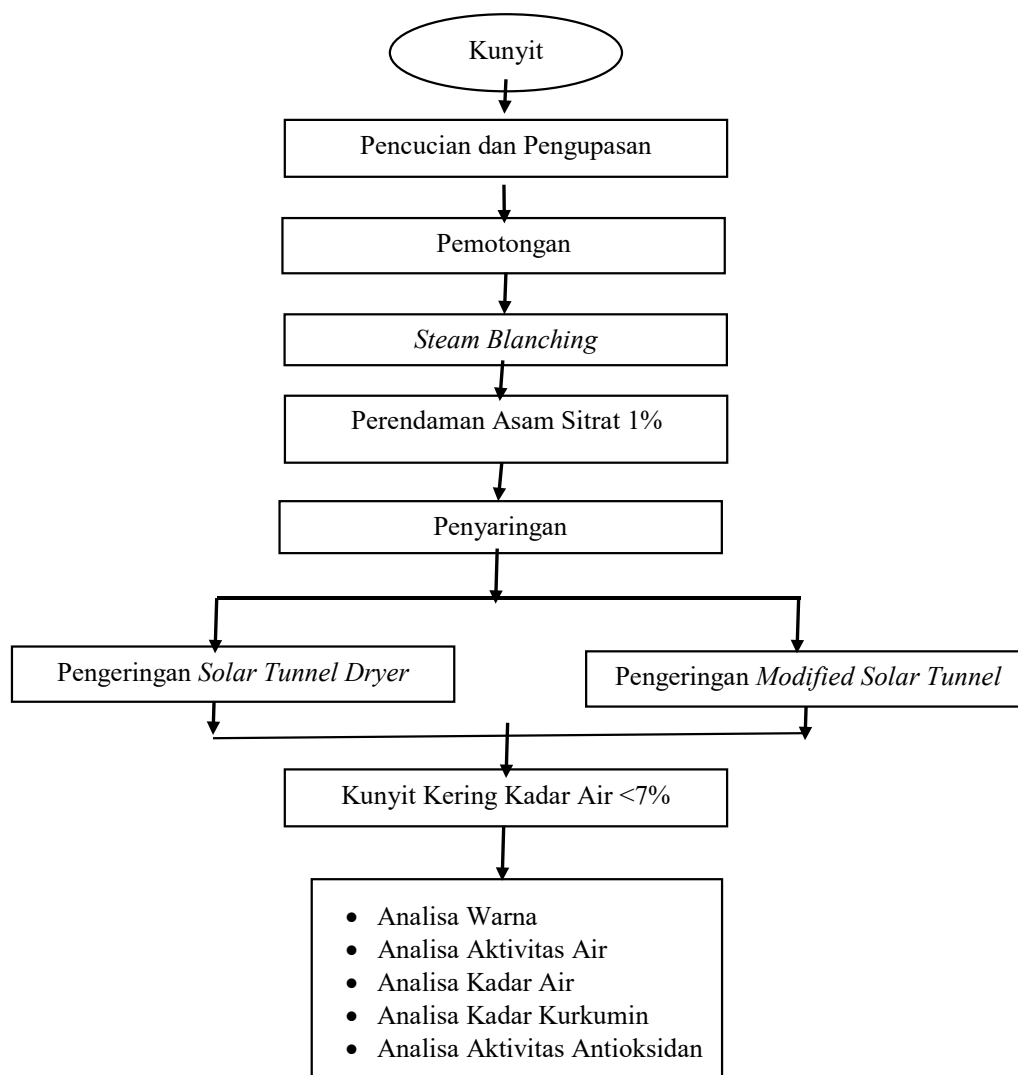 Kunyit
Pencucian dan Pengupasan
Pemotongan
Steam Blanching
Perendaman Asam Sitrat 1%
Penyaringan
Pengeringan Solar Tunnel Dryer
Pengeringan Modified Solar Tunnel
Kunyit Kering Kadar Air <7%
• Analisa Warna
• Analisa Aktivitas Air
• Analisa Kadar Air
• Analisa Kadar Kurkumin
• Analisa Aktivitas Antioksidan